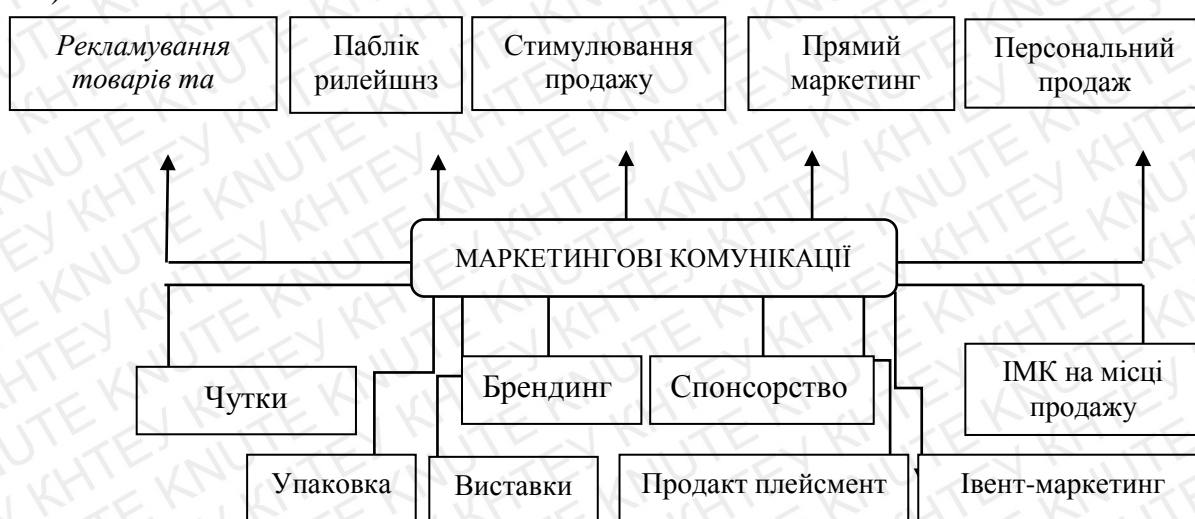 )
Рекламування
товарів та
Паблік
рилейшнз
Стимулювання
продажу
Прямий
маркетинг
Персональний
продаж
МАРКЕТИНГОВІ КОМУНІКАЦІЇ
Чутки
Брендинг
Спонсорство
ІМК на місці
продажу
Упаковка
Виставки
Продакт плейсмент
Івент-маркетинг